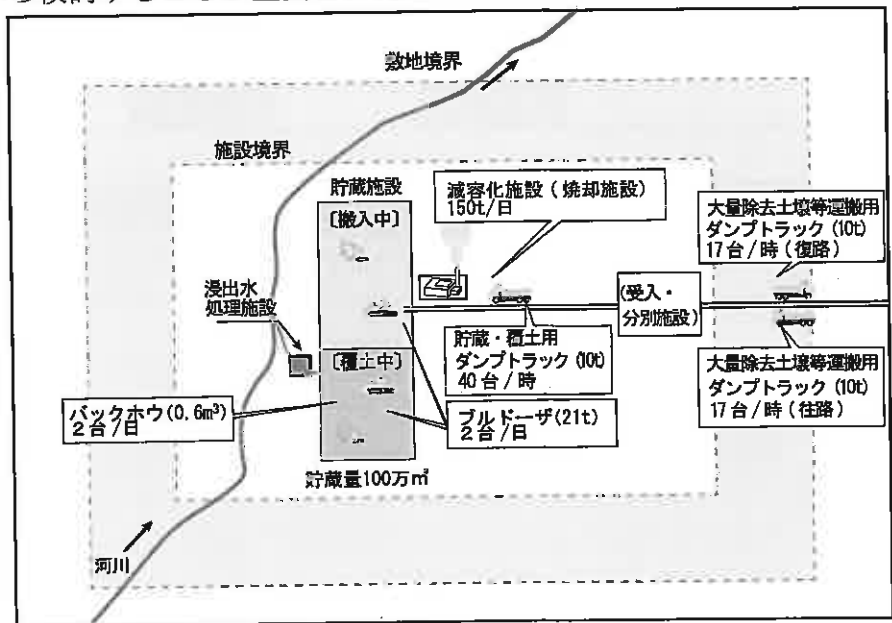 敷地境界
施設境界
貯蔵施設
〔搬入中〕
減容化施設(焼却施設)
150t/日
大量除去土壌等運搬用
ダンプトラック(10t)
17台/時(復路)
浸出水
処理施設
(受入・
分別施設)
貯蔵・覆土用
ダンプトラック(10t)
40台/時
〔覆土中〕
大量除去土壌等運搬用
ダンプトラック(10t)
17台/時(往路)
バックホウ(0.6m³)
2台/日
ブルドーザ(21t)
2台/日
貯蔵量100万㎥
河川